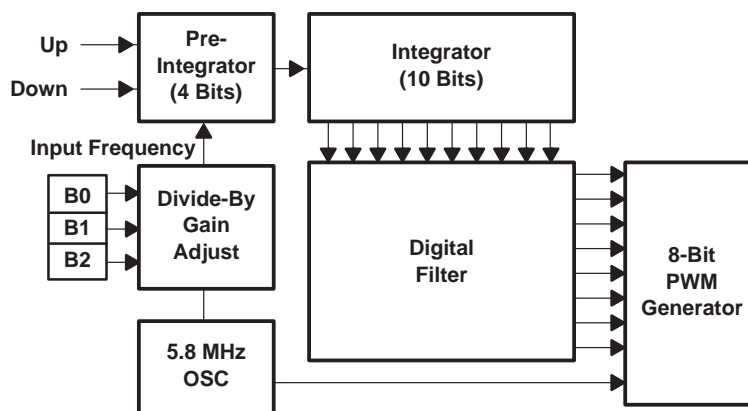 Up
Down
Pre-
Integrator
(4 Bits)
Integrator
(10 Bits)
Input Frequency
B0
B1
B2
Divide-By
Gain
Adjust
Digital
Filter
8-Bit
PWM
Generator
5.8 MHz
OSC